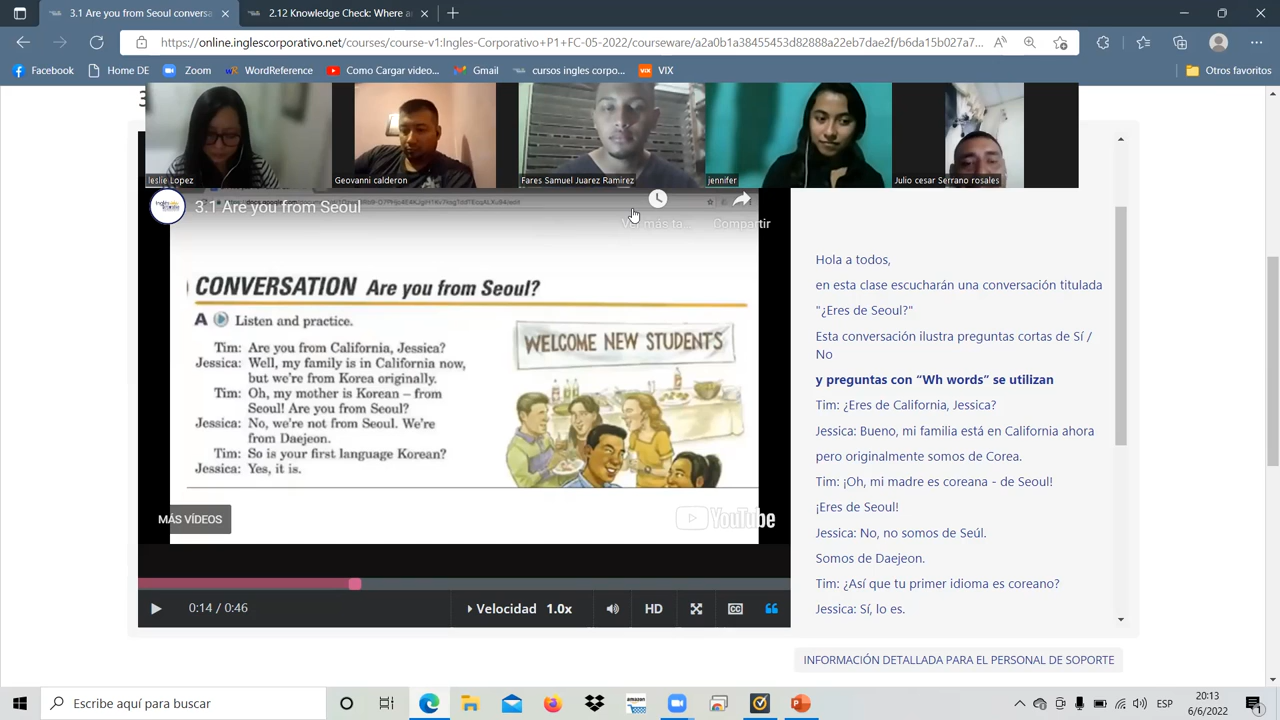 3.1 Are you from Seoul
2.12 Knowing others at
https://online.inglescorporativo.net/courses/course-v1:Ingles-Corporativo+P1+FC-05-2022/courseware/a2a0b1a38455453d82888a22eb7dae2f/b6da15b027a7...
Facebook
Home DE
Zoom
WordReference
Como Cargar video...
Gmail
cursos ingles corpo...
VIX
Otros favoritos
leslie Lopez
Geovanni calderon
Fares Samuel Juarez Ramirez
jennifer
Julio cesar Serrano rosales
3.1 Are you from Seoul
Ver más ta...
Compartir
CONVERSATION Are you from Seoul?
A Listen and practice.
Tim: Are you from California, Jessica?
Jessica: Well, my family is in California now,
but we're from Korea originally.
Tim: Oh, my mother is Korean – from
Seoul! Are you from Seoul?
Jessica: No, we're not from Seoul. We're
from Daejeon.
Tim: So is your first language Korean?
Jessica: Yes, it is.
WELCOME NEW STUDENTS
MÁS VÍDEOS
YouTube
0:14 / 0:46
Velocidad 1.0x
HD
CC
Hola a todos,
en esta clase escucharán una conversación titulada
"¿Eres de Seoul?"
Esta conversación ilustra preguntas cortas de Sí /
No
y preguntas con “Wh words” se utilizan
Tim: ¿Eres de California, Jessica?
Jessica: Bueno, mi familia está en California ahora
pero originalmente somos de Corea.
Tim: ¡Oh, mi madre es coreana - de Seoul!
¡Eres de Seoul!
Jessica: No, no somos de Seúl.
Somos de Daejeon.
Tim: ¿Así que tu primer idioma es coreano?
Jessica: Sí, lo es.
INFORMACIÓN DETALLADA PARA EL PERSONAL DE SOPORTE
Escribe aquí para buscar
ESP
20:13
6/6/2022